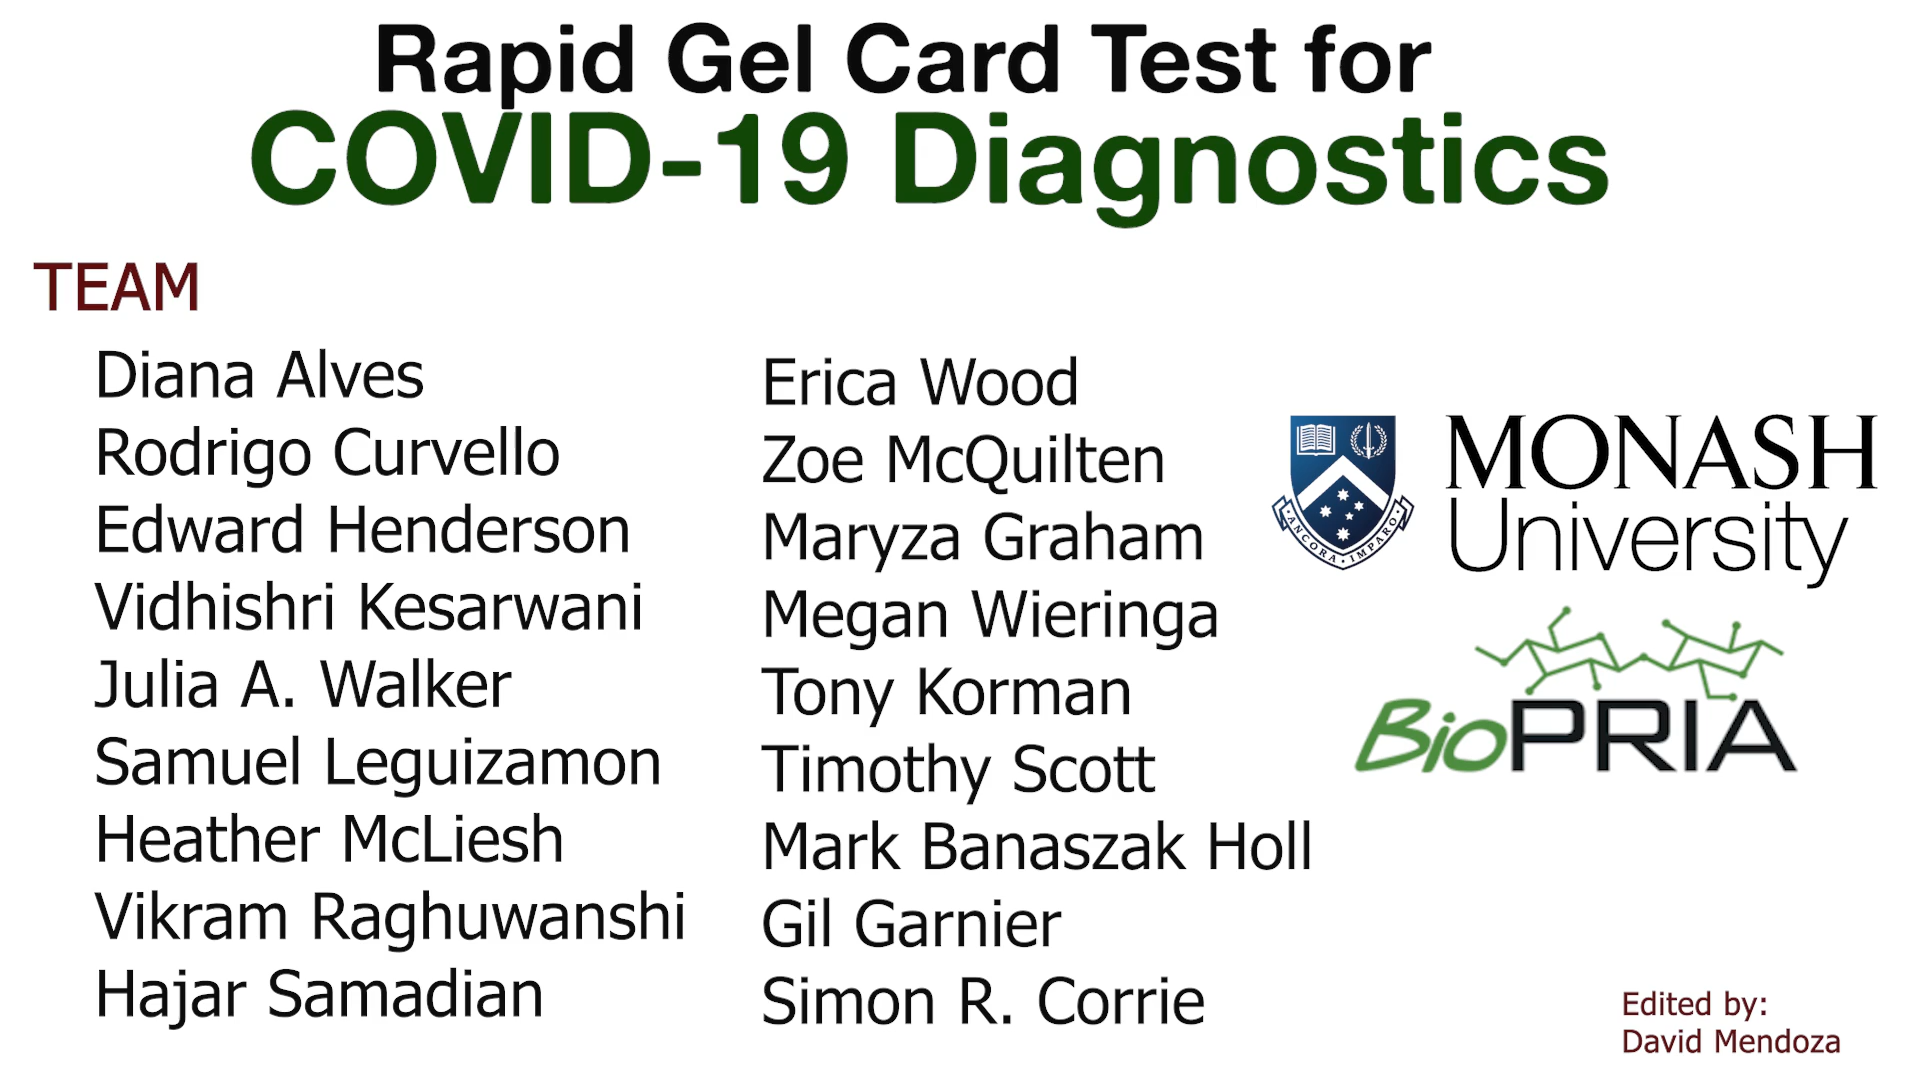 Rapid Gel Card Test for
COVID-19 Diagnostics
TEAM
Diana Alves
Rodrigo Curvello
Edward Henderson
Vidhishri Kesarwani
Julia A. Walker
Samuel Leguizamon
Heather McLiesh
Vikram Raghuwanshi
Hajar Samadian
Erica Wood
Zoe McQuilten
Maryza Graham
Megan Wieringa
Tony Korman
Timothy Scott
Mark Banaszak Holl
Gil Garnier
Simon R. Corrie
ANCORA · IMPARO
MONASH
University
BioPRIA
Edited by:
David Mendoza